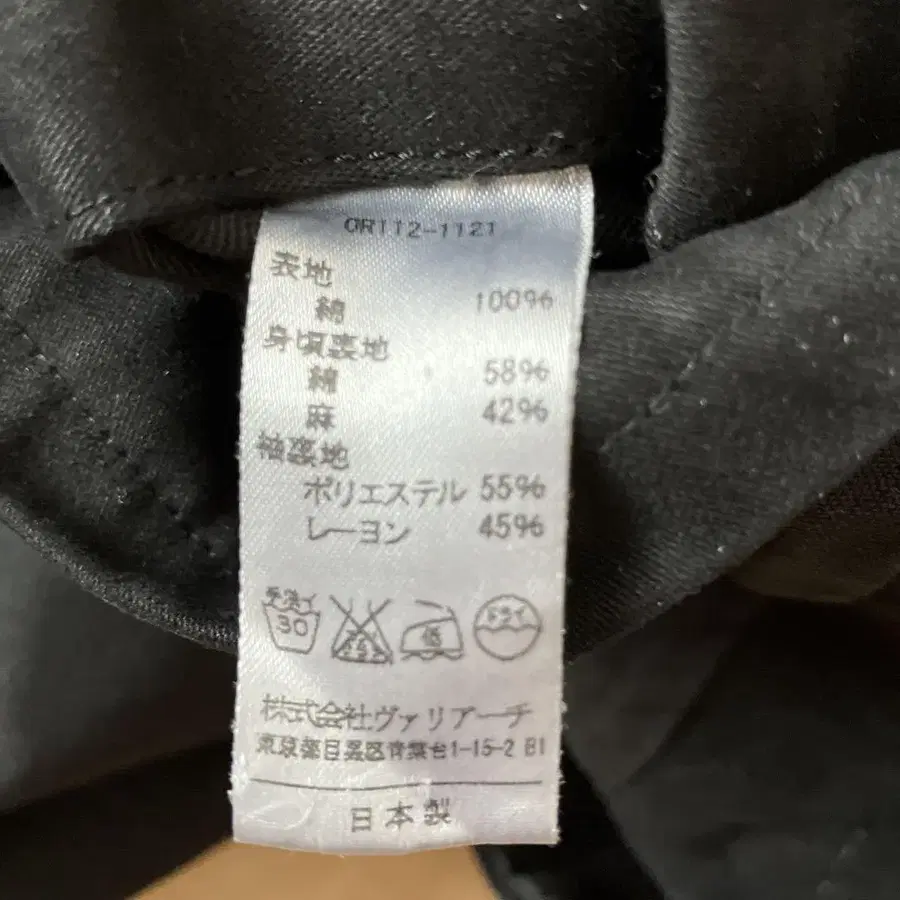 OR112-1121
表地
綿 100%
身頃裏地
綿 58%
麻 42%
袖裏地
ポリエステル 55%
レーヨン 45%
手洗イ
30
低
ドライ
株式会社ヴァリアーチ
東京都目黒区青葉台1-15-2 B1
日本製